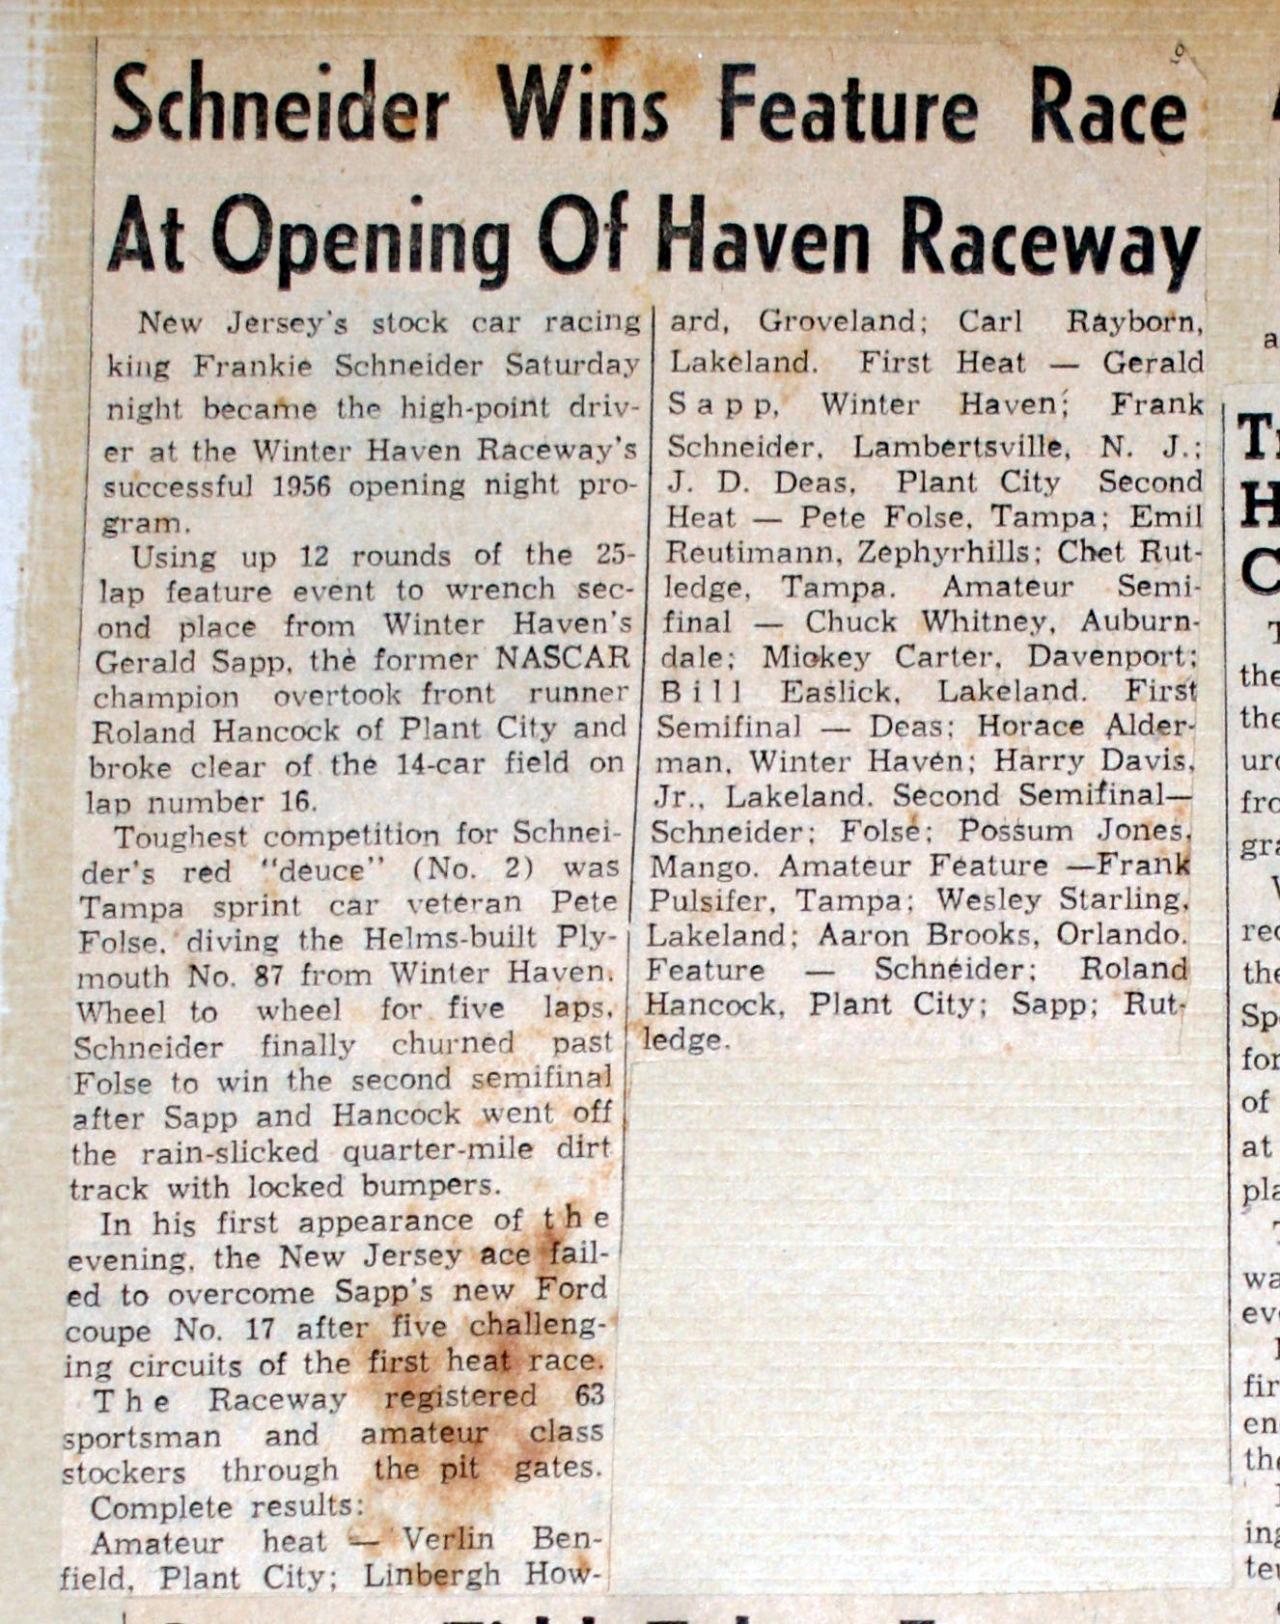 Schneider Wins Feature Race
At Opening Of Haven Raceway
New Jersey's stock car racing
king Frankie Schneider Saturday
night became the high-point driv-
er at the Winter Haven Raceway's
successful 1956 opening night pro-
gram.
Using up 12 rounds of the 25-
lap feature event to wrench sec-
ond place from Winter Haven's
Gerald Sapp, the former NASCAR
champion overtook front runner
Roland Hancock of Plant City and
broke clear of the 14-car field on
lap number 16.
Toughest competition for Schnei-
der's red "deuce" (No. 2) was
Tampa sprint car veteran Pete
Folse, diving the Helms-built Ply-
mouth No. 87 from Winter Haven.
Wheel to wheel for five laps,
Schneider finally churned past
Folse to win the second semifinal
after Sapp and Hancock went off
the rain-slicked quarter-mile dirt
track with locked bumpers.
In his first appearance of the
evening, the New Jersey ace fail-
ed to overcome Sapp's new Ford
coupe No. 17 after five challeng-
ing circuits of the first heat race.
The Raceway registered 63
sportsman and amateur class
stockers through the pit gates.
Complete results:
Amateur heat — Verlin Ben-
field, Plant City; Linbergh How-
ard, Groveland; Carl Rayborn,
Lakeland. First Heat — Gerald
Sapp, Winter Haven; Frank
Schneider, Lambertsville, N. J.;
J. D. Deas, Plant City Second
Heat — Pete Folse, Tampa; Emil
Reutimann, Zephyrhills; Chet Rut-
ledge, Tampa. Amateur Semi-
final — Chuck Whitney, Auburn-
dale; Mickey Carter, Davenport;
Bill Easlick, Lakeland. First
Semifinal — Deas; Horace Alder-
man, Winter Haven; Harry Davis,
Jr., Lakeland. Second Semifinal—
Schneider; Folse; Possum Jones,
Mango. Amateur Feature —Frank
Pulsifer, Tampa; Wesley Starling,
Lakeland; Aaron Brooks, Orlando.
Feature — Schneider; Roland
Hancock, Plant City; Sapp; Rut-
ledge.
the
the
of
at